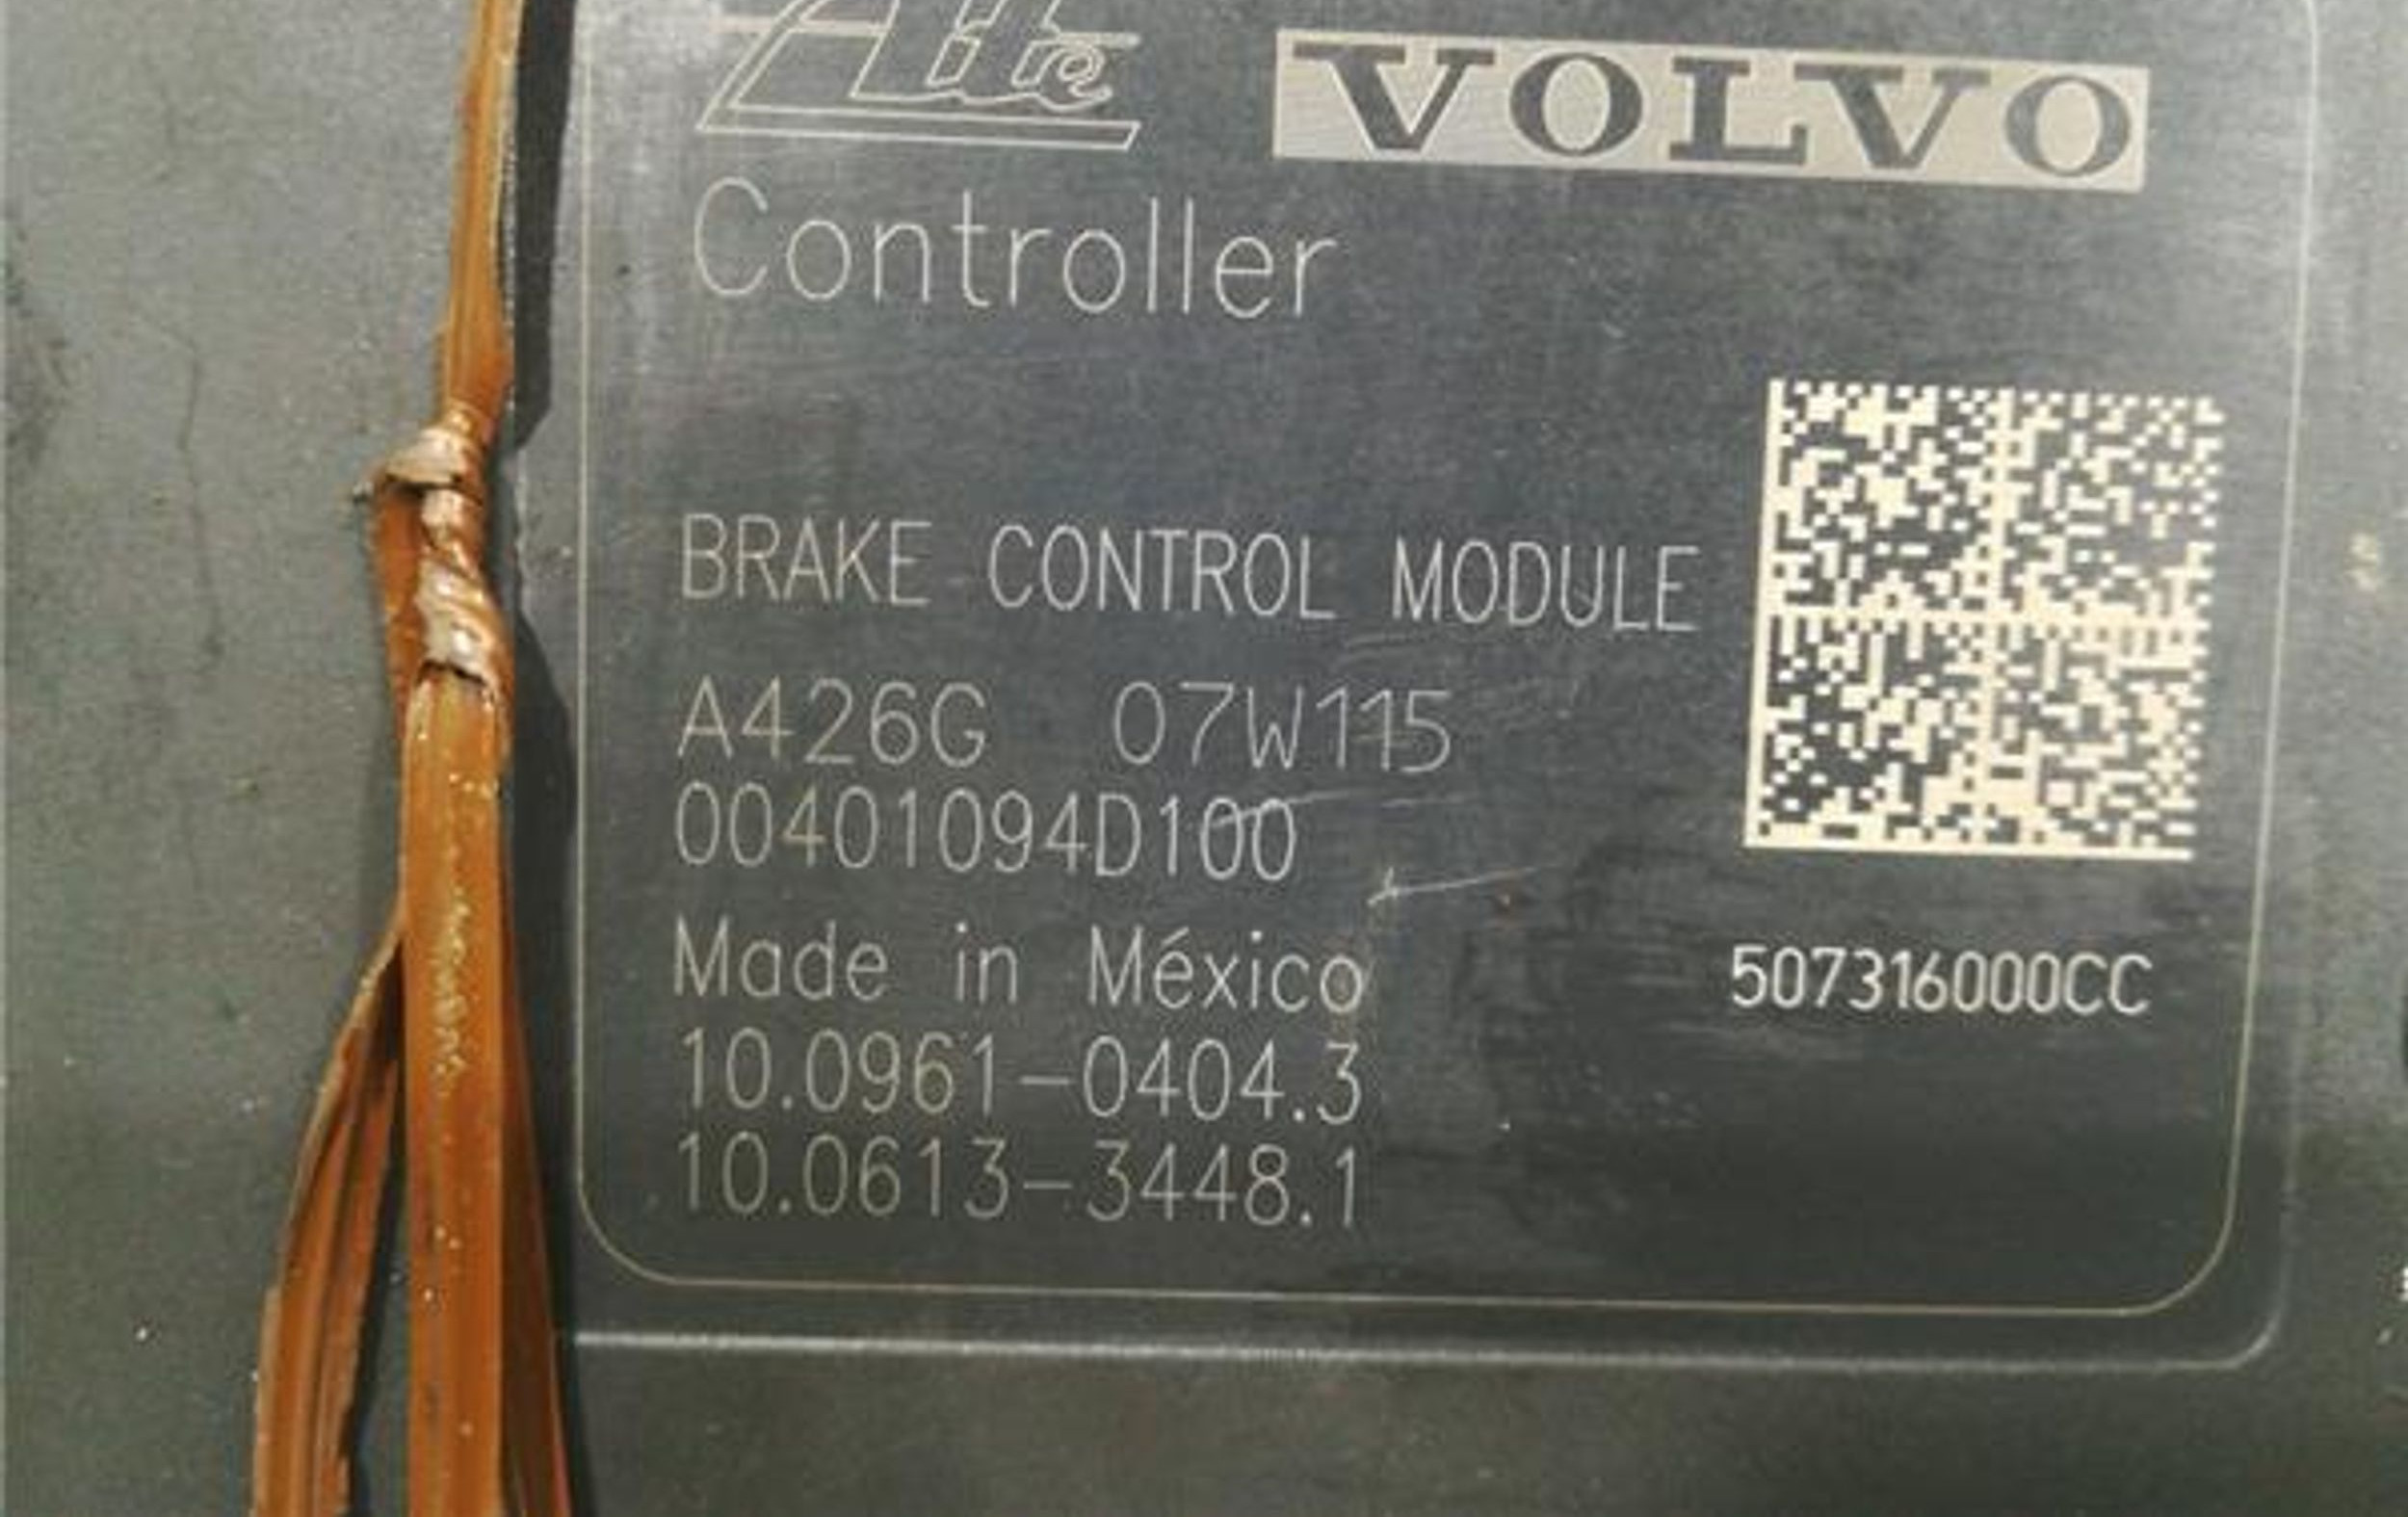 Ate
VOLVO
Controller
BRAKE CONTROL MODULE
A426G 07W115
00401094D100
Made in México
507316000CC
10.0961-0404.3
10.0613-3448.1